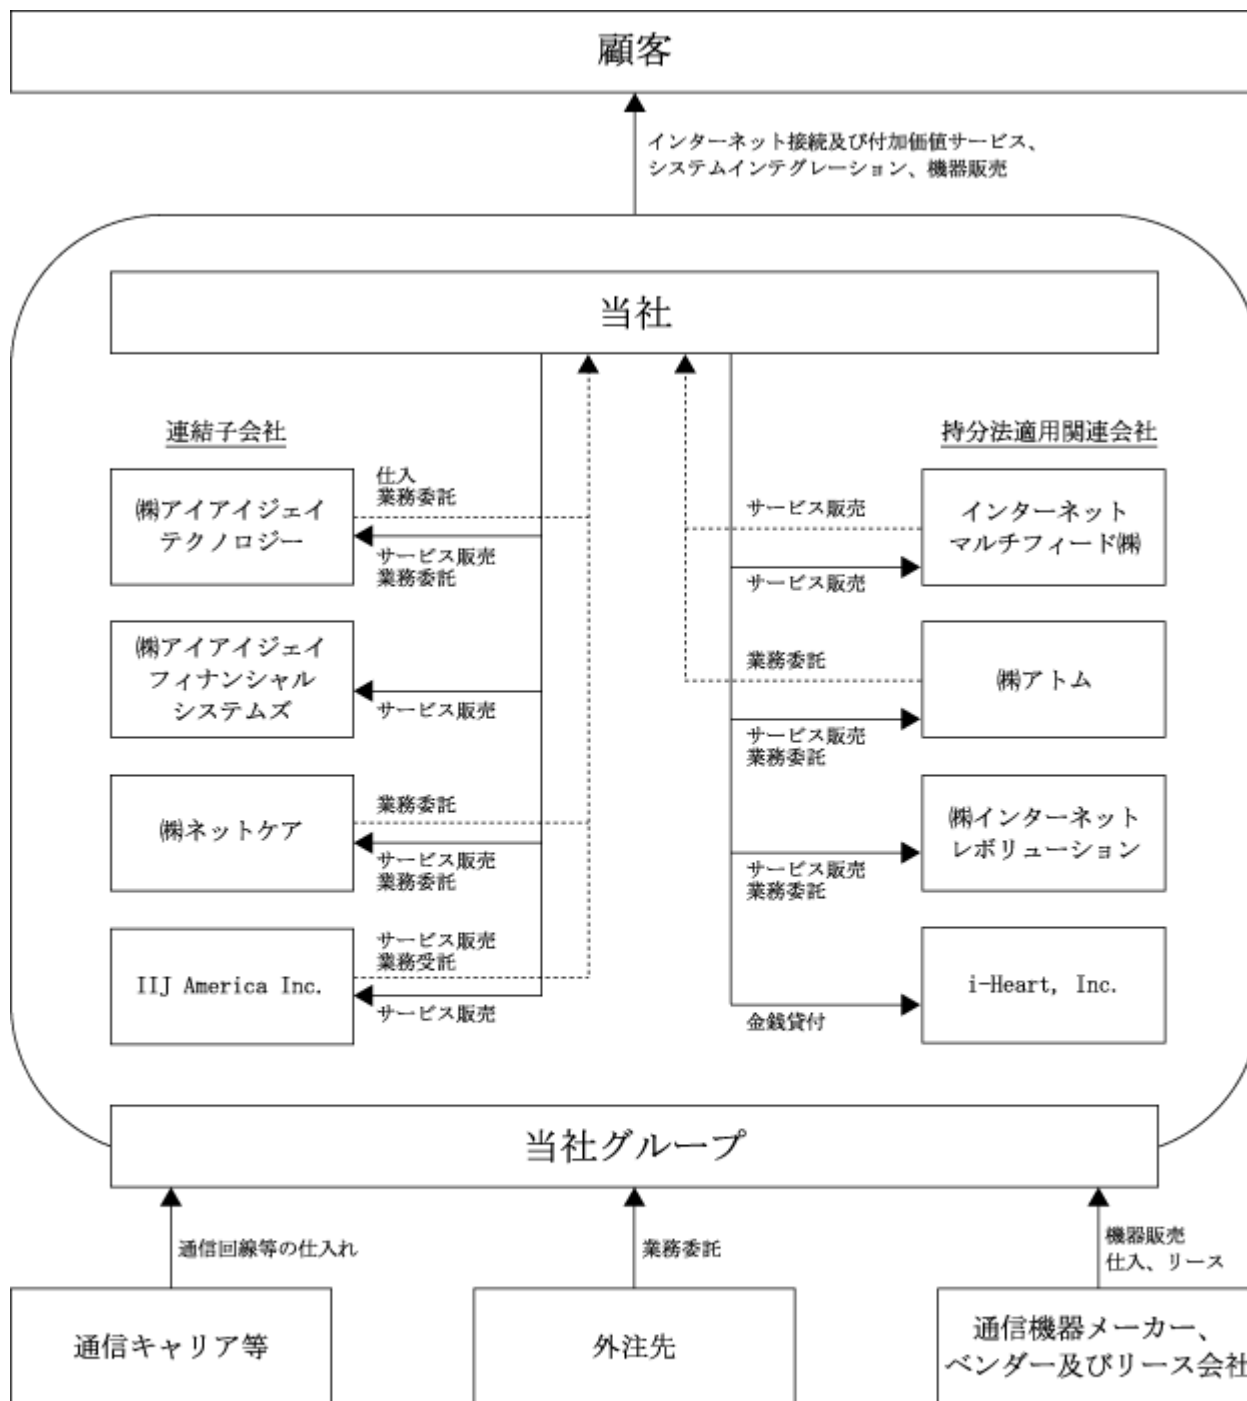 顧客
インターネット接続及び付加価値サービス、
システムインテグレーション、機器販売
当社
連結子会社
持分法適用関連会社
㈱アイアイジェイ
テクノロジー
仕入
業務委託
サービス販売
業務委託
サービス販売
サービス販売
インターネット
マルチフィード㈱
㈱アイアイジェイ
フィナンシャル
システムズ
サービス販売
業務委託
サービス販売
業務委託
㈱アトム
㈱ネットケア
業務委託
サービス販売
業務委託
サービス販売
業務委託
㈱インターネット
レボリューション
IIJ America Inc.
サービス販売
業務受託
サービス販売
金銭貸付
i-Heart, Inc.
当社グループ
通信回線等の仕入れ
業務委託
機器販売
仕入、リース
通信キャリア等
外注先
通信機器メーカー、
ベンダー及びリース会社